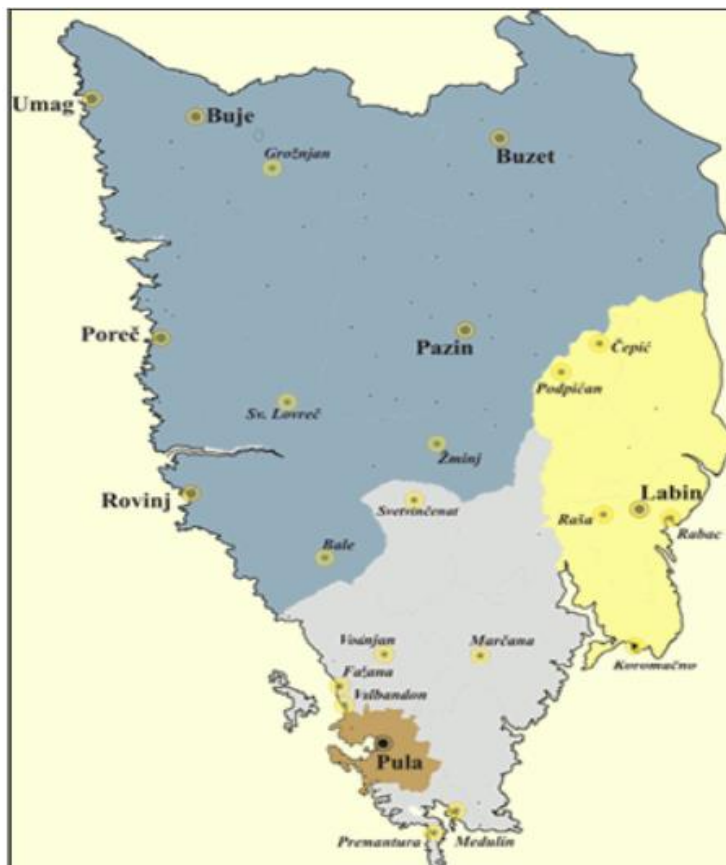 Umag
Buje
Buzet
Grožnjan
Poreč
Pazin
Čepić
Podpićan
Sv. Lovreč
Žminj
Rovinj
Svetvinčenat
Labin
Raša
Rabac
Bale
Vodnjan
Marčana
Koromačno
Fažana
Valbandon
Pula
Premantura
Medulin